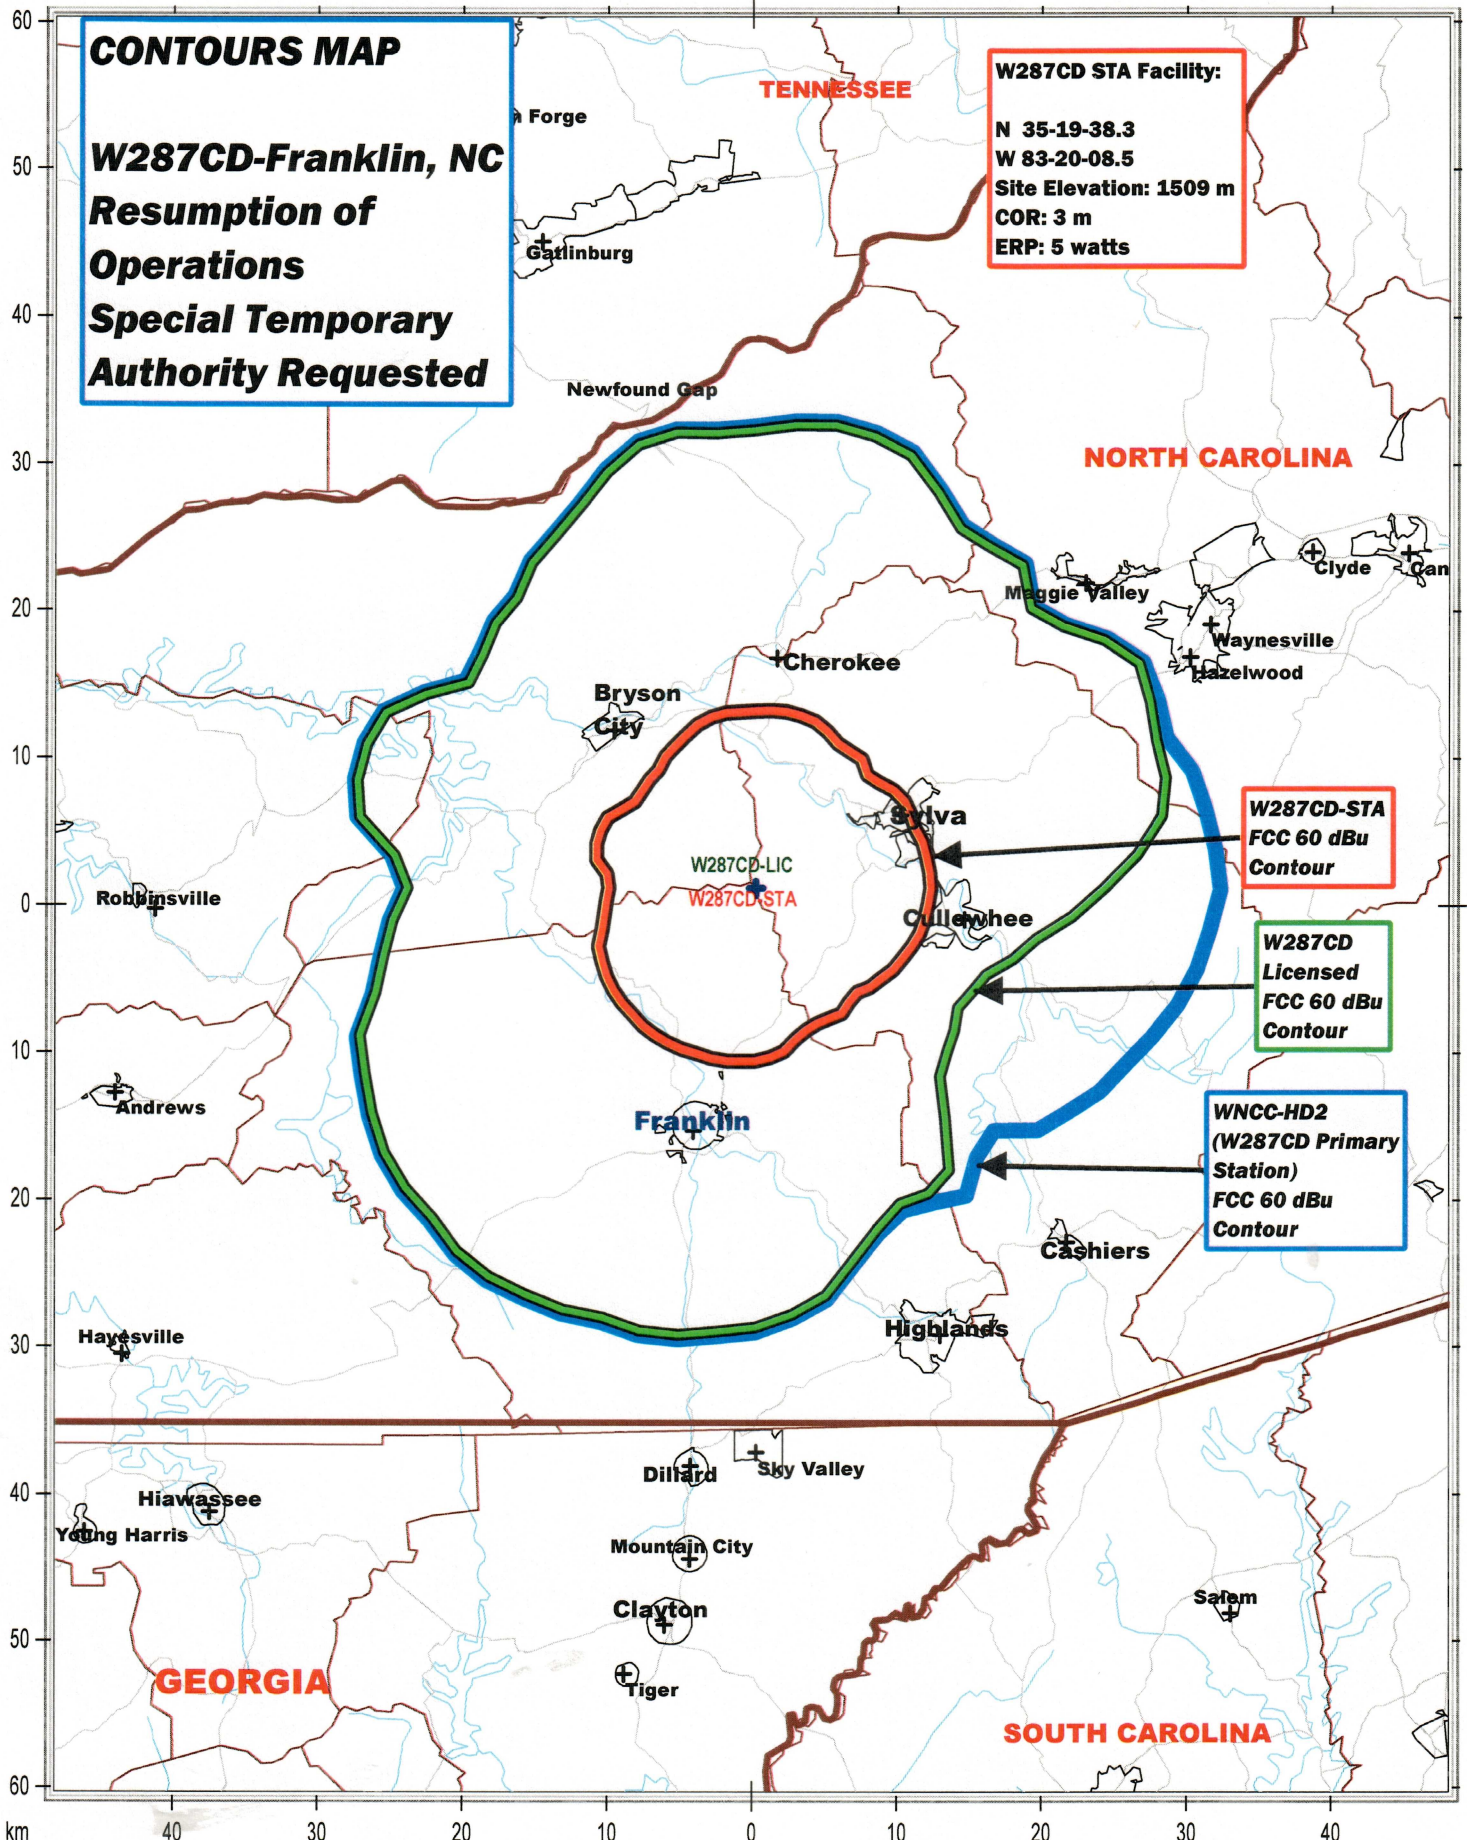 CONTOURS MAP
W287CD-Franklin, NC
Resumption of
Operations
Special Temporary
Authority Requested
TENNESSEE
W287CD STA Facility:
N 35-19-38.3
W 83-20-08.5
Site Elevation: 1509 m
COR: 3 m
ERP: 5 watts
Forge
Gatlinburg
Newfound Gap
NORTH CAROLINA
Clyde
Can
Maggie Valley
Waynesville
Hazelwood
Cherokee
Bryson
City
Sylva
W287CD-STA
FCC 60 dBu
Contour
W287CD-LIC
W287CD-STA
Robbinsville
Cullowhee
W287CD
Licensed
FCC 60 dBu
Contour
Andrews
Franklin
WNCC-HD2
(W287CD Primary
Station)
FCC 60 dBu
Contour
Cashiers
Hayesville
Highlands
Dillard
Sky Valley
Hiawassee
Young Harris
Mountain City
Clayton
Salem
GEORGIA
Tiger
SOUTH CAROLINA
60
50
40
30
20
10
0
10
20
30
40
50
60
km
40
30
20
10
0
10
20
30
40